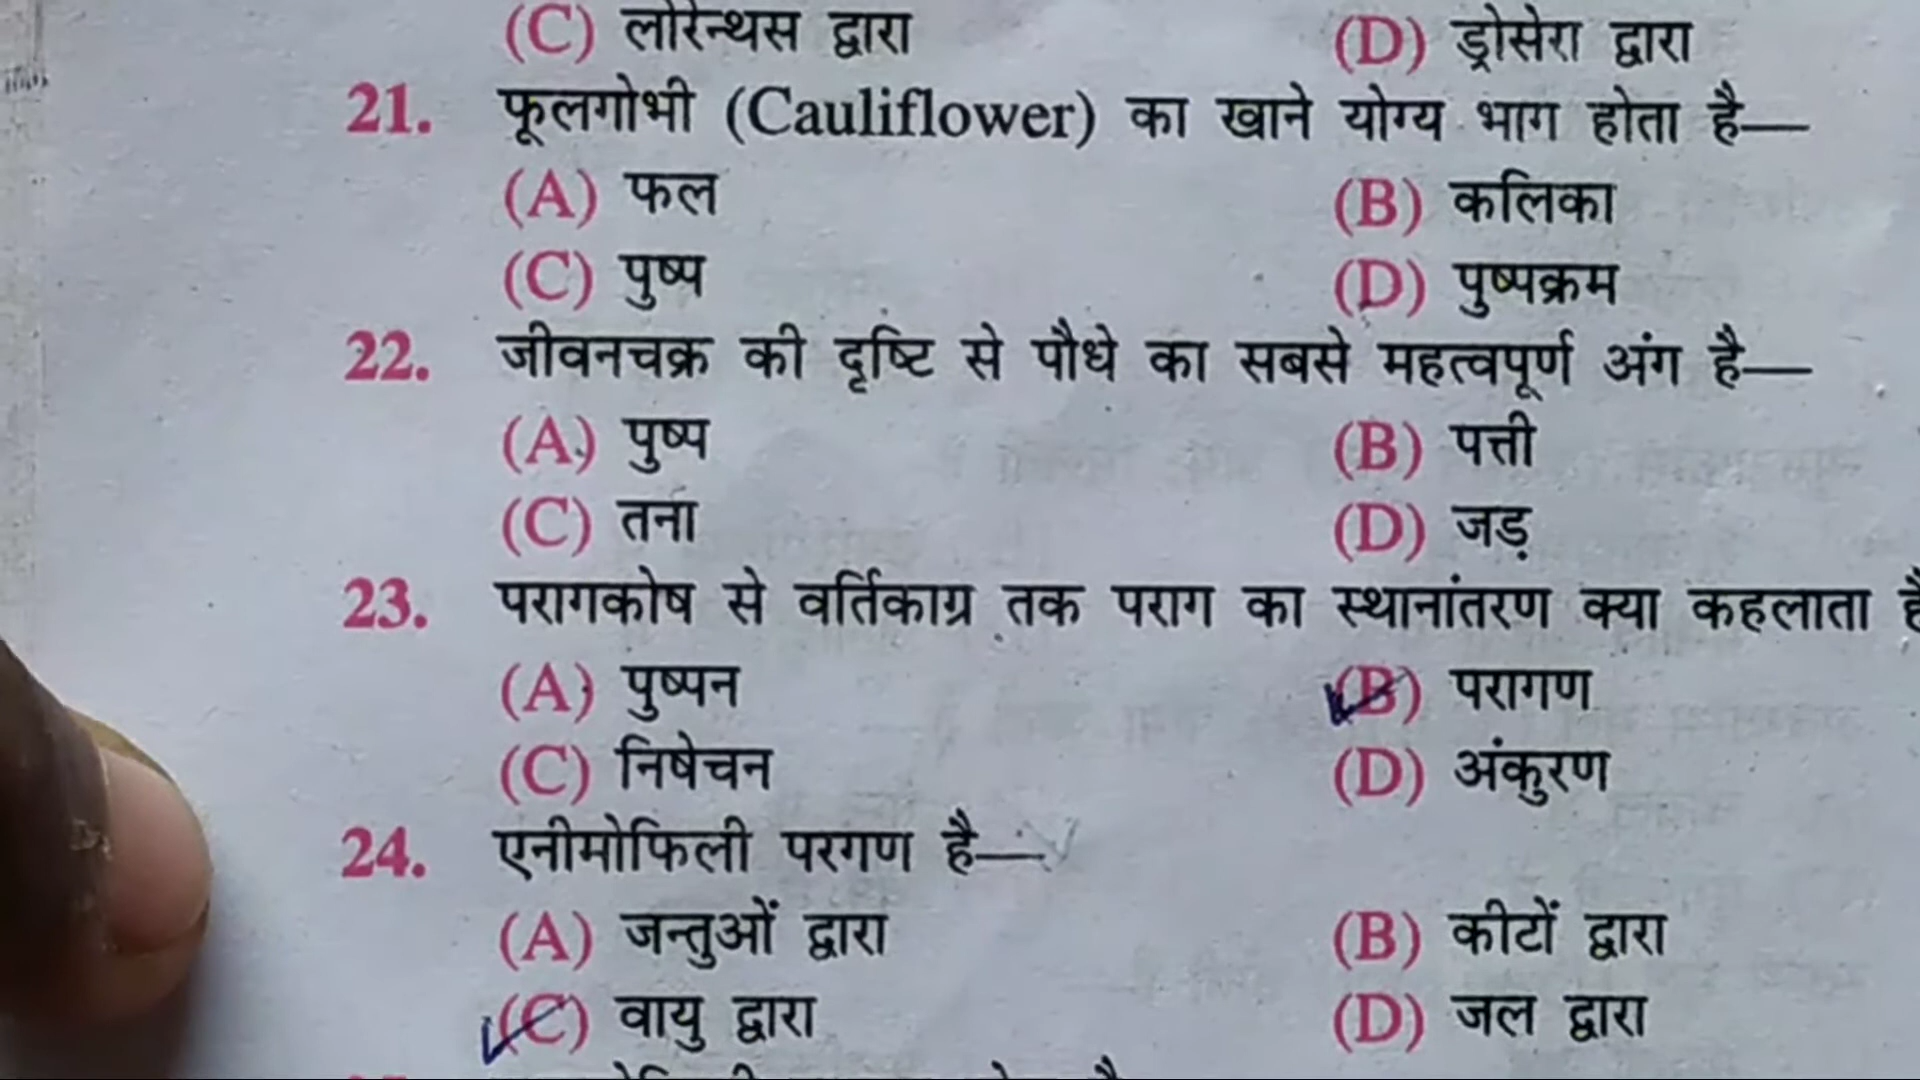 (C) लोरेन्थस द्वारा (D) ड्रोसेरा द्वारा
21. फूलगोभी (Cauliflower) का खाने योग्य भाग होता है—
(A) फल (B) कलिका
(C) पुष्प (D) पुष्पक्रम
22. जीवनचक्र की दृष्टि से पौधे का सबसे महत्वपूर्ण अंग है—
(A) पुष्प (B) पत्ती
(C) तना (D) जड़
23. परागकोष से वर्तिकाग्र तक पराग का स्थानांतरण क्या कहलाता है
(A) पुष्पन (B) परागण
(C) निषेचन (D) अंकुरण
24. एनीमोफिली परगण है—
(A) जन्तुओं द्वारा (B) कीटों द्वारा
(C) वायु द्वारा (D) जल द्वारा